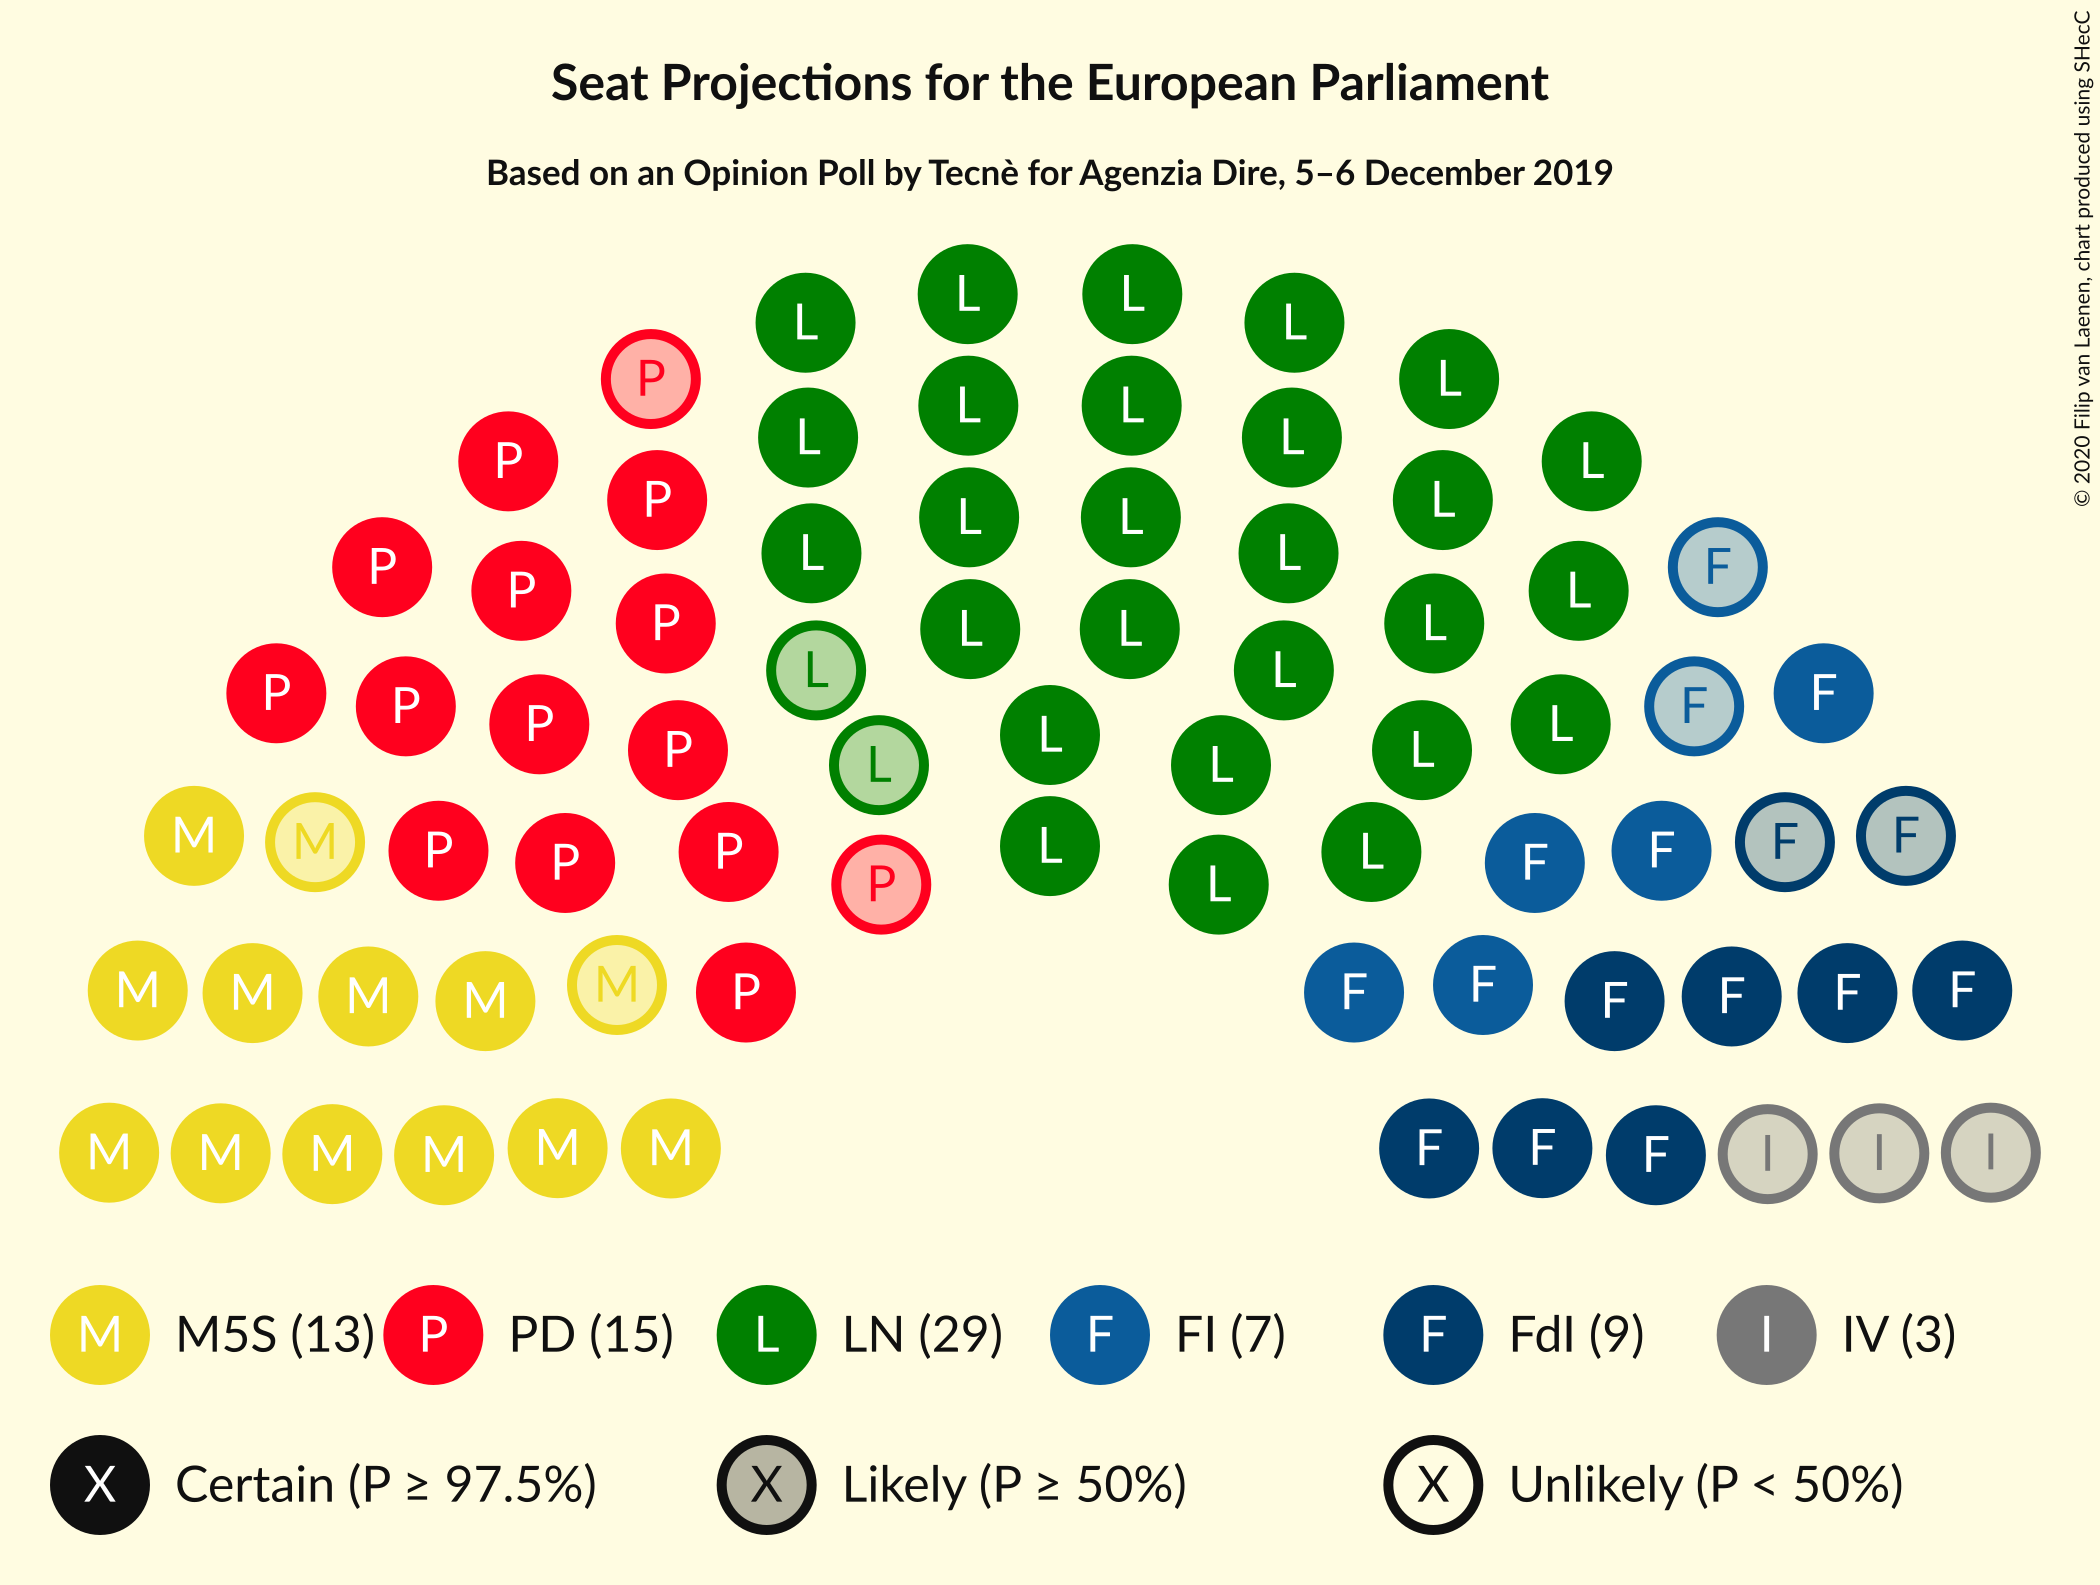 Seat Projections for the European Parliament
Based on an Opinion Poll by Tecnè for Agenzia Dire, 5–6 December 2019
© 2020 Filip van Laenen, chart produced using SHecC
L L
L L
P L
L L
P L
L L
P L
L L
P F
P L
P L
L L
P L
L L
P F
P F
P L
P L
L
L L
M F
M F
P F
P L
P F
P L
L
M F
M F
M F
M F
M F
P F
M I
M I
M I
M F
M F
M F
M M5S (13) P PD (15) L LN (29) F FI (7) F FdI (9) I IV (3)
X Certain (P ≥ 97.5%) X Likely (P ≥ 50%) X Unlikely (P < 50%)